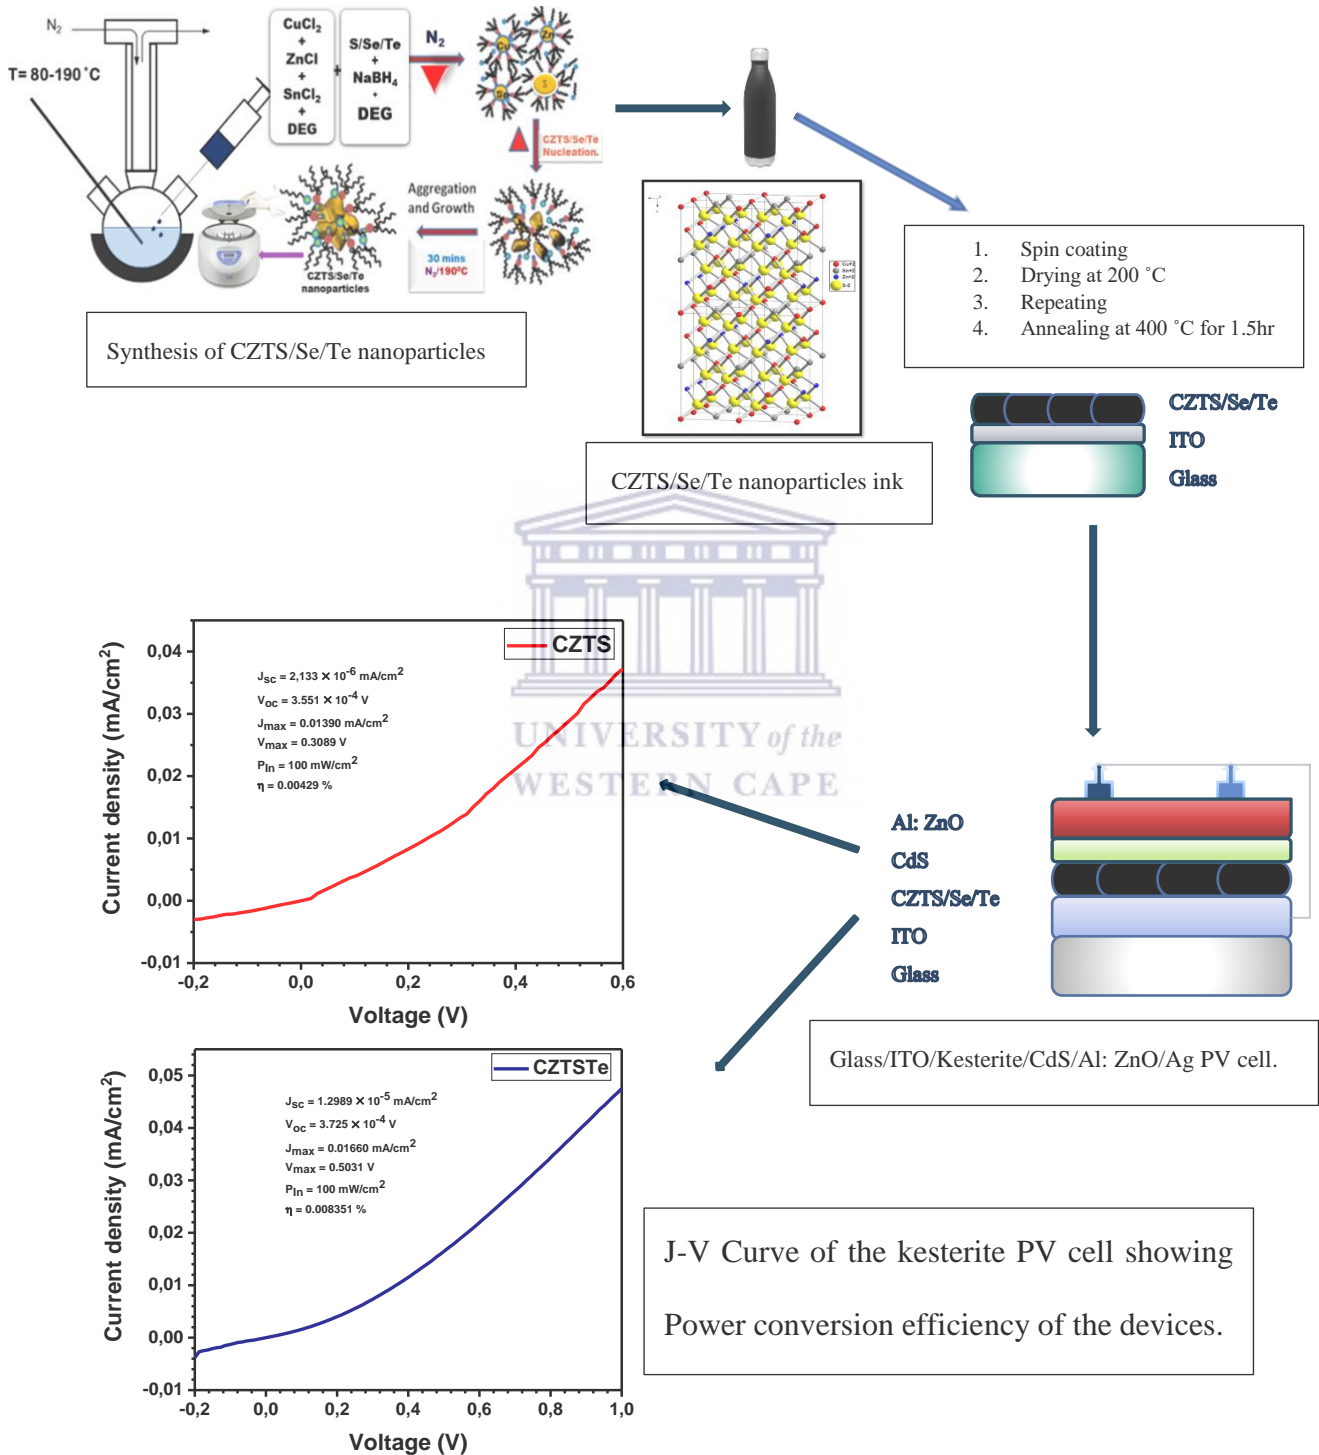 N₂
T= 80-190 °C
CuCl₂
+
ZnCl
+
SnCl₂
+
DEG
+
S/Se/Te
+
NaBH₄
+
DEG
N₂
Cu
Zn
Sn
S
CZTS/Se/Te
Nucleation.
Aggregation
and Growth
30 mins
N₂/190⁰C
CZTS/Se/Te
nanoparticles
Synthesis of CZTS/Se/Te nanoparticles
CZTS/Se/Te nanoparticles ink
1. Spin coating
2. Drying at 200 ˚C
3. Repeating
4. Annealing at 400 ˚C for 1.5hr
CZTS/Se/Te
ITO
Glass
UNIVERSITY of the
WESTERN CAPE
CZTS
Jsc = 2,133 × 10⁻⁶ mA/cm²
Voc = 3.551 × 10⁻⁴ V
Jmax = 0.01390 mA/cm²
Vmax = 0.3089 V
PIn = 100 mW/cm²
η = 0.00429 %
Current density (mA/cm²)
0,04
0,03
0,02
0,01
0,00
-0,01
-0,2 0,0 0,2 0,4 0,6
Voltage (V)
Al: ZnO
CdS
CZTS/Se/Te
ITO
Glass
Glass/ITO/Kesterite/CdS/Al: ZnO/Ag PV cell.
CZTSTe
Jsc = 1.2989 × 10⁻⁵ mA/cm²
Voc = 3.725 × 10⁻⁴ V
Jmax = 0.01660 mA/cm²
Vmax = 0.5031 V
PIn = 100 mW/cm²
η = 0.008351 %
Current density (mA/cm²)
0,05
0,04
0,03
0,02
0,01
0,00
-0,01
-0,2 0,0 0,2 0,4 0,6 0,8 1,0
Voltage (V)
J-V Curve of the kesterite PV cell showing
Power conversion efficiency of the devices.